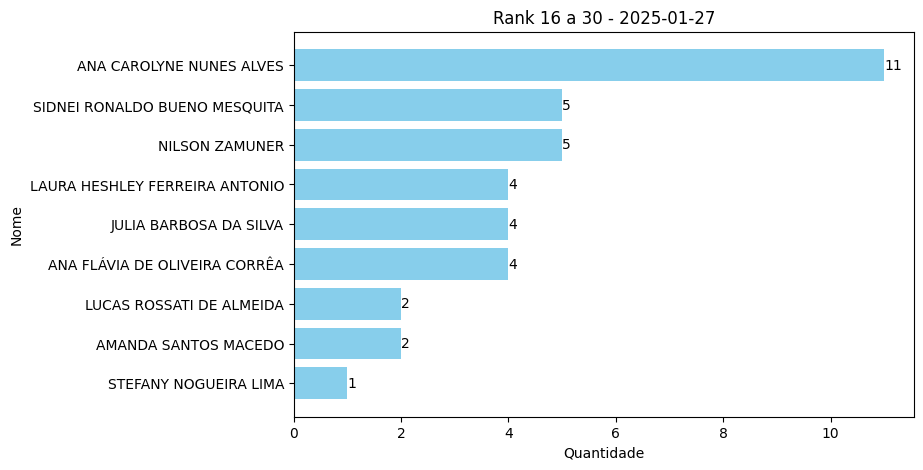 Rank 16 a 30 - 2025-01-27
ANA CAROLYNE NUNES ALVES 11
SIDNEI RONALDO BUENO MESQUITA 5
NILSON ZAMUNER 5
LAURA HESHLEY FERREIRA ANTONIO 4
JULIA BARBOSA DA SILVA 4
ANA FLÁVIA DE OLIVEIRA CORRÊA 4
LUCAS ROSSATI DE ALMEIDA 2
AMANDA SANTOS MACEDO 2
STEFANY NOGUEIRA LIMA 1
Nome
0 2 4 6 8 10
Quantidade